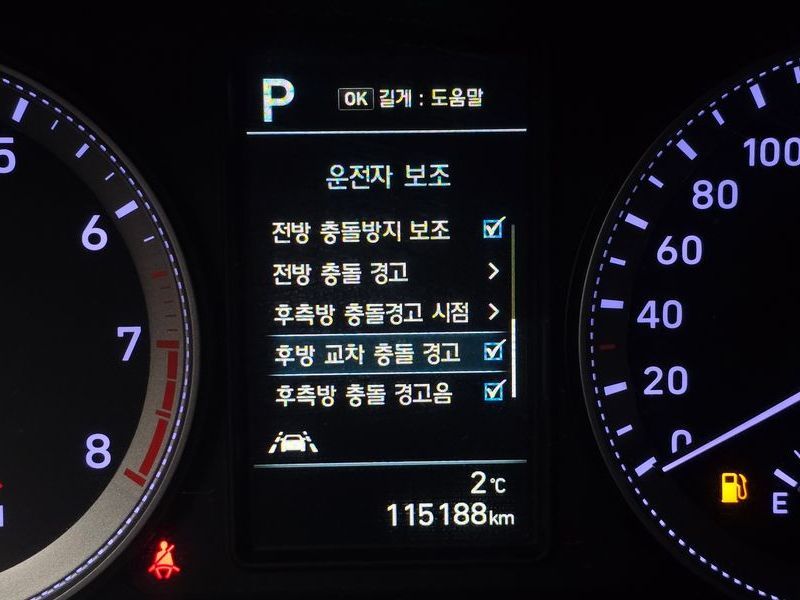 P
OK 길게 : 도움말
운전자 보조
전방 충돌방지 보조
전방 충돌 경고
후측방 충돌경고 시점
후방 교차 충돌 경고
후측방 충돌 경고음
2°C
115188km
5
6
7
8
100
80
60
40
20
0
E